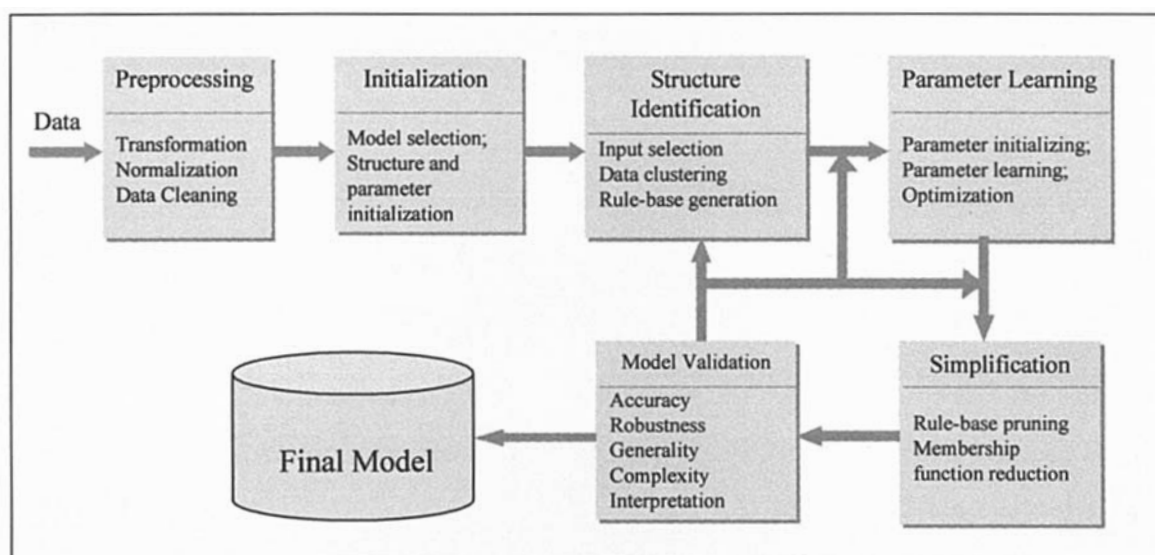 Data
Preprocessing
Transformation
Normalization
Data Cleaning
Initialization
Model selection;
Structure and
parameter
initialization
Structure
Identification
Input selection
Data clustering
Rule-base generation
Parameter Learning
Parameter initializing;
Parameter learning;
Optimization
Simplification
Rule-base pruning
Membership
function reduction
Model Validation
Accuracy
Robustness
Generality
Complexity
Interpretation
Final Model